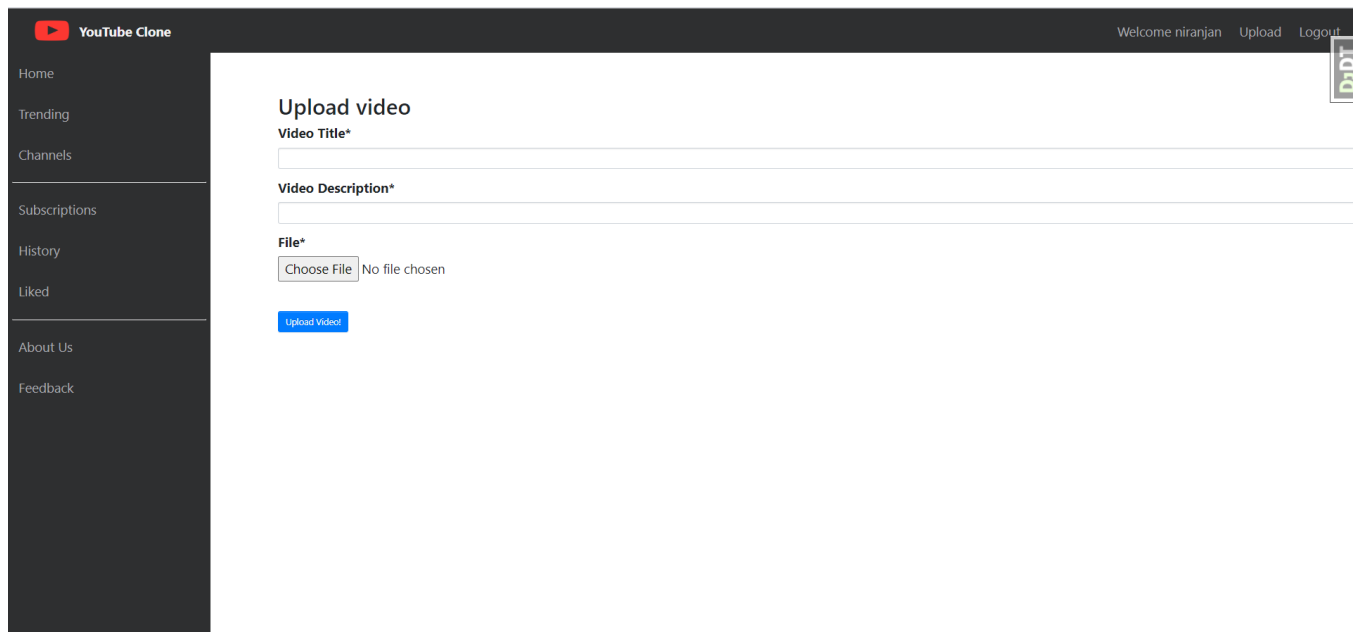 YouTube Clone
Welcome niranjan Upload Logout
DJDT
Home
Trending
Channels
Subscriptions
History
Liked
About Us
Feedback
Upload video
Video Title*
Video Description*
File*
Choose File No file chosen
Upload Video!